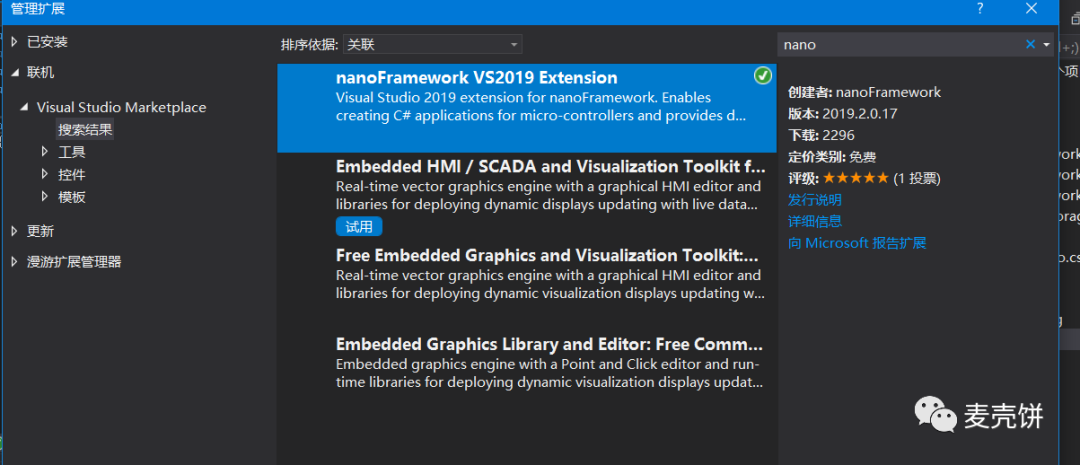 管理扩展
?
已安装
联机
Visual Studio Marketplace
搜索结果
工具
控件
模板
更新
漫游扩展管理器
排序依据: 关联
nanoFramework VS2019 Extension
Visual Studio 2019 extension for nanoFramework. Enables
creating C# applications for micro-controllers and provides d...
Embedded HMI / SCADA and Visualization Toolkit f...
Real-time vector graphics engine with a graphical HMI editor and
libraries for deploying dynamic displays updating with live data...
试用
Free Embedded Graphics and Visualization Toolkit:...
Real-time vector graphics engine with a graphical HMI editor and
libraries for deploying dynamic visualization displays updating w...
Embedded Graphics Library and Editor: Free Comm...
Embedded graphics engine with a Point and Click editor and run-
time libraries for deploying dynamic visualization displays updat...
nano
创建者: nanoFramework
版本: 2019.2.0.17
下载: 2296
定价类别: 免费
评级: ★★★★★ (1 投票)
发行说明
详细信息
向 Microsoft 报告扩展
麦壳饼
+;)
项
ork
ork
ork
orag
o.cs